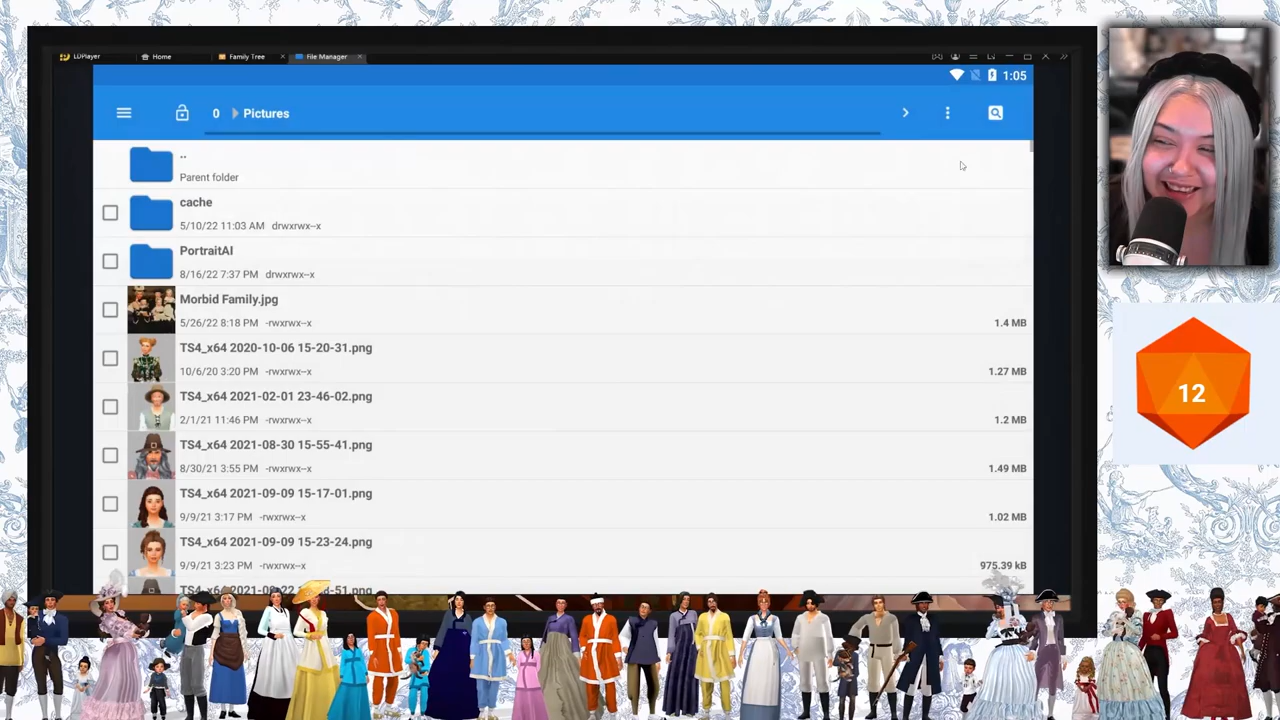 LDPlayer Home Family Tree File Manager
1:05
0 Pictures
..
Parent folder
cache
5/10/22 11:03 AM drwxrwx--x
PortraitAI
8/16/22 7:37 PM drwxrwx--x
Morbid Family.jpg
5/26/22 8:18 PM -rwxrwx--x 1.4 MB
TS4_x64 2020-10-06 15-20-31.png
10/6/20 3:20 PM -rwxrwx--x 1.27 MB
TS4_x64 2021-02-01 23-46-02.png
2/1/21 11:46 PM -rwxrwx--x 1.2 MB
TS4_x64 2021-08-30 15-55-41.png
8/30/21 3:55 PM -rwxrwx--x 1.49 MB
TS4_x64 2021-09-09 15-17-01.png
9/9/21 3:17 PM -rwxrwx--x 1.02 MB
TS4_x64 2021-09-09 15-23-24.png
9/9/21 3:23 PM -rwxrwx--x 975.39 kB
12